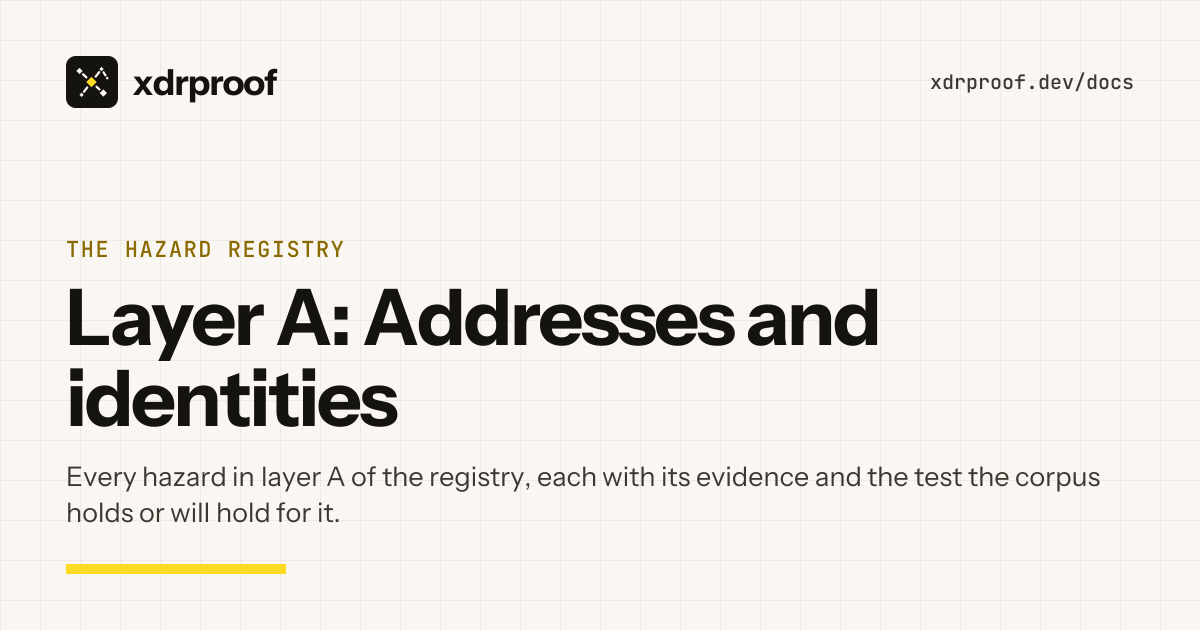 xdrproof
xdrproof.dev/docs
THE HAZARD REGISTRY
Layer A: Addresses and
identities
Every hazard in layer A of the registry, each with its evidence and the test the corpus
holds or will hold for it.